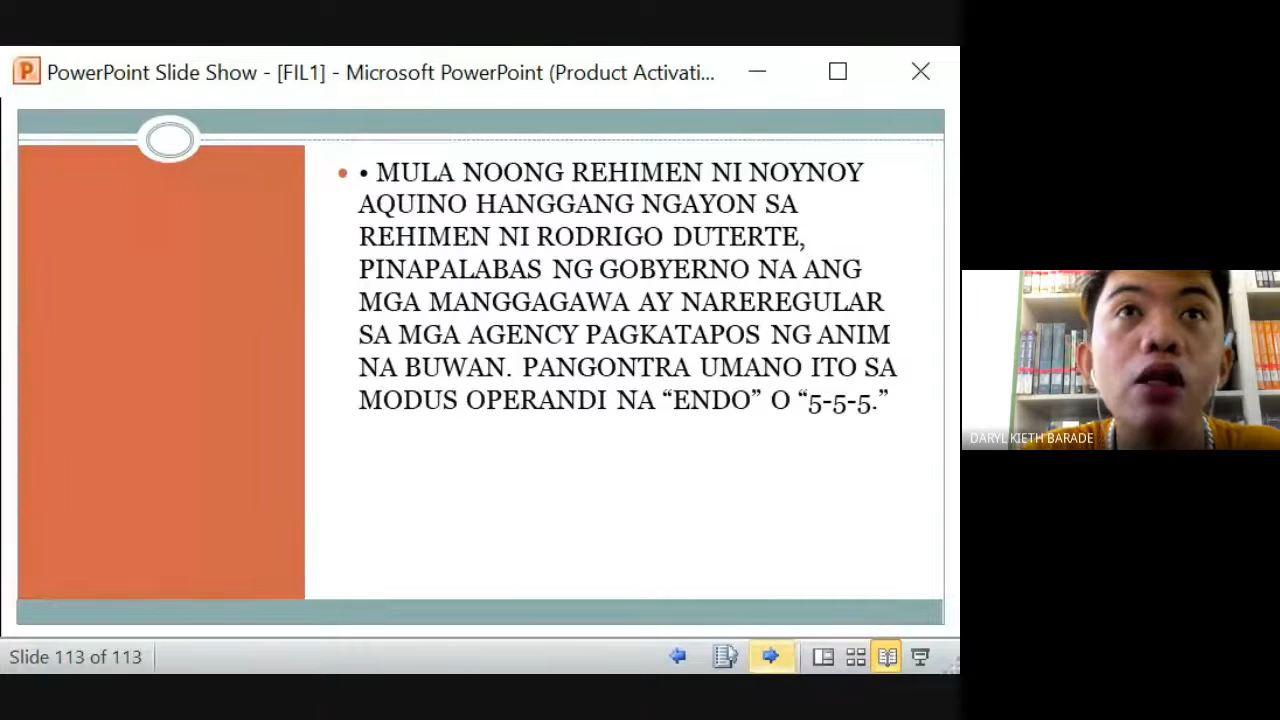 PowerPoint Slide Show - [FIL1] - Microsoft PowerPoint (Product Activati...
• • MULA NOONG REHIMEN NI NOYNOY
AQUINO HANGGANG NGAYON SA
REHIMEN NI RODRIGO DUTERTE,
PINAPALABAS NG GOBYERNO NA ANG
MGA MANGGAGAWA AY NAREREGULAR
SA MGA AGENCY PAGKATAPOS NG ANIM
NA BUWAN. PANGONTRA UMANO ITO SA
MODUS OPERANDI NA “ENDO” O “5-5-5.”
DARYL KIETH BARADE
Slide 113 of 113